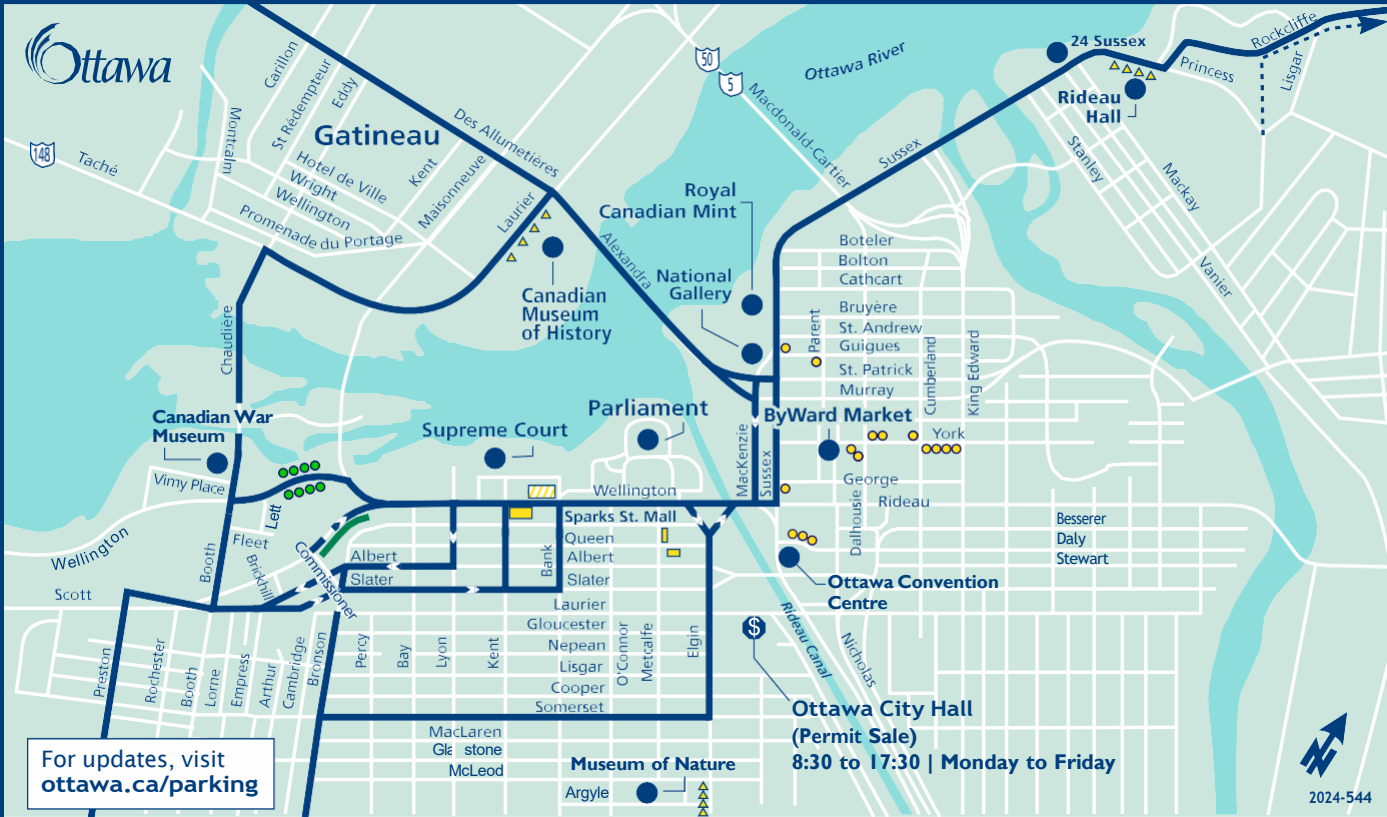 Ottawa
Carillon
St Rédempteur
Eddy
Montcalm
148
Taché
Gatineau
Hotel de Ville
Wright
Wellington
Kent
Maisonneuve
Promenade du Portage
Des Allumetières
Laurier
Canadian
Museum
of History
50
5
Ottawa River
Macdonald-Cartier
Sussex
24 Sussex
Rideau
Hall
Princess
Rockcliffe
Lisgar
Stanley
Mackay
Vanier
Royal
Canadian Mint
Alexandra
National
Gallery
Boteler
Bolton
Cathcart
Bruyère
St. Andrew
Guigues
St. Patrick
Murray
Parent
Cumberland
King Edward
Chaudière
Canadian War
Museum
Vimy Place
Supreme Court
Parliament
ByWard Market
York
George
Rideau
Dalhousie
MacKenzie
Sussex
Wellington
Sparks St. Mall
Queen
Albert
Slater
Bank
Wellington
Lett
Fleet
Booth
Brickhill
Commissioner
Albert
Slater
Scott
Besserer
Daly
Stewart
Ottawa Convention
Centre
Laurier
Gloucester
Nepean
Lisgar
Cooper
Somerset
Preston
Rochester
Booth
Lorne
Empress
Arthur
Cambridge
Bronson
Percy
Bay
Lyon
Kent
O'Connor
Metcalfe
Elgin
$
Rideau Canal
Nicholas
Ottawa City Hall
(Permit Sale)
8:30 to 17:30 | Monday to Friday
MacLaren
Gla stone
McLeod
Museum of Nature
Argyle
For updates, visit
ottawa.ca/parking
N
2024-544